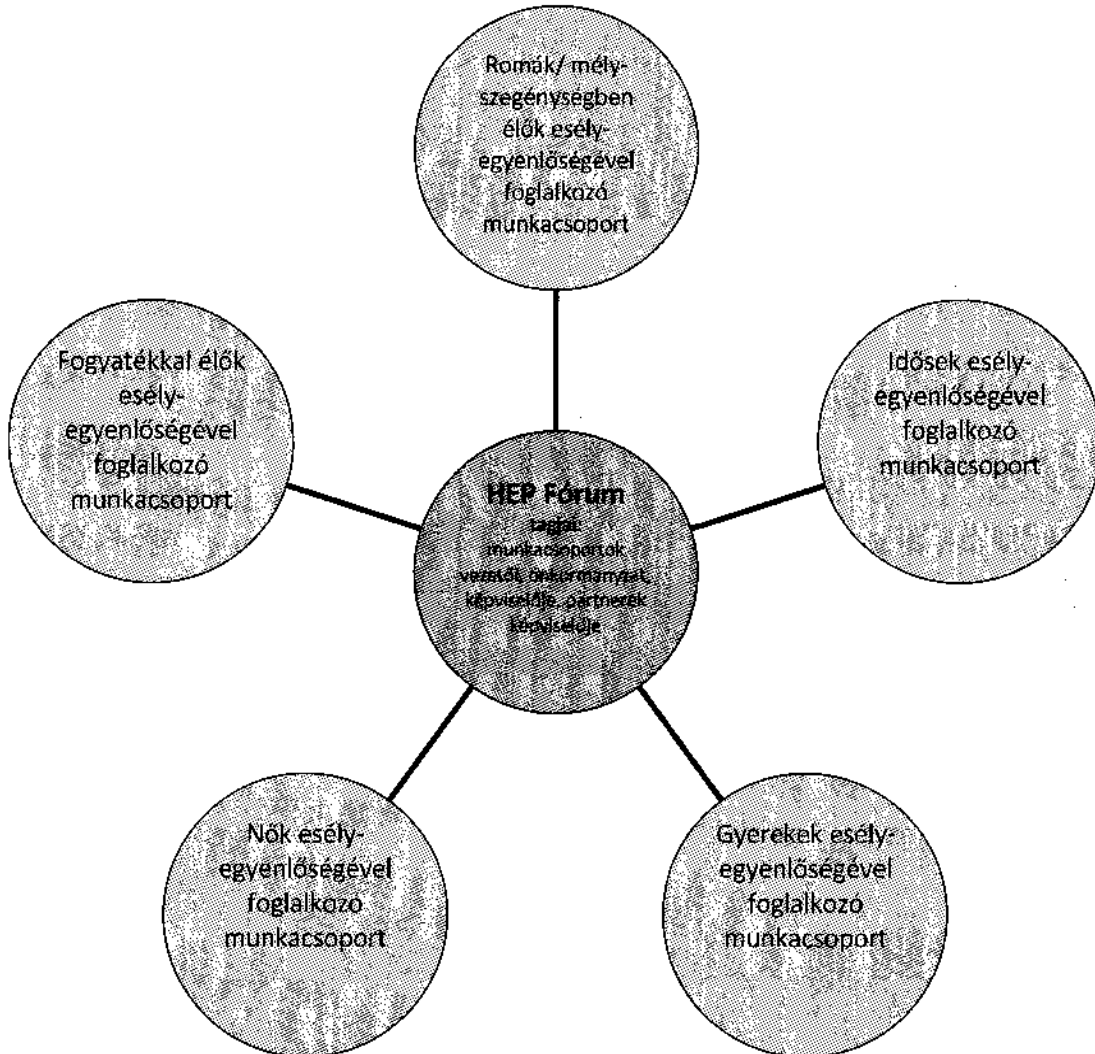 Romák/ mély-
szegénységben
élők esély-
egyenlőségével
foglalkozó
munkacsoport
Fogyatékkal élők
esély-
egyenlőségével
foglalkozó
munkacsoport
Idősek esély-
egyenlőségével
foglalkozó
munkacsoport
HEP Fórum
tagjai:
munkacsoportok
vezetői, önkormányzat,
képviselője, partnerek
képviselője
Nők esély-
egyenlőségével
foglalkozó
munkacsoport
Gyerekek esély-
egyenlőségével
foglalkozó
munkacsoport